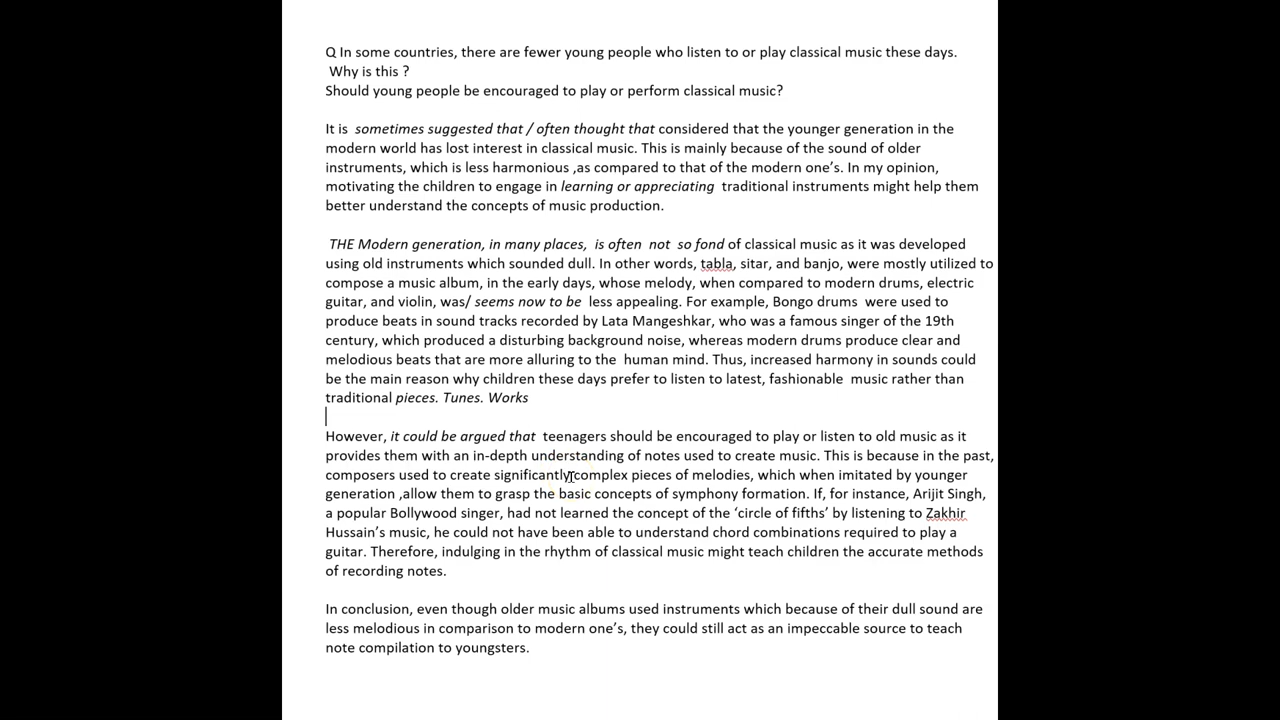 Q In some countries, there are fewer young people who listen to or play classical music these days.
Why is this ?
Should young people be encouraged to play or perform classical music?
It is  sometimes suggested that / often thought that considered that the younger generation in the
modern world has lost interest in classical music. This is mainly because of the sound of older
instruments, which is less harmonious ,as compared to that of the modern one's. In my opinion,
motivating the children to engage in learning or appreciating  traditional instruments might help them
better understand the concepts of music production.
THE Modern generation, in many places,  is often  not  so fond of classical music as it was developed
using old instruments which sounded dull. In other words, tabla, sitar, and banjo, were mostly utilized to
compose a music album, in the early days, whose melody, when compared to modern drums, electric
guitar, and violin, was/ seems now to be  less appealing. For example, Bongo drums  were used to
produce beats in sound tracks recorded by Lata Mangeshkar, who was a famous singer of the 19th
century, which produced a disturbing background noise, whereas modern drums produce clear and
melodious beats that are more alluring to the  human mind. Thus, increased harmony in sounds could
be the main reason why children these days prefer to listen to latest, fashionable  music rather than
traditional pieces. Tunes. Works
However, it could be argued that  teenagers should be encouraged to play or listen to old music as it
provides them with an in-depth understanding of notes used to create music. This is because in the past,
composers used to create significantly complex pieces of melodies, which when imitated by younger
generation ,allow them to grasp the basic concepts of symphony formation. If, for instance, Arijit Singh,
a popular Bollywood singer, had not learned the concept of the 'circle of fifths' by listening to Zakhir
Hussain's music, he could not have been able to understand chord combinations required to play a
guitar. Therefore, indulging in the rhythm of classical music might teach children the accurate methods
of recording notes.
In conclusion, even though older music albums used instruments which because of their dull sound are
less melodious in comparison to modern one's, they could still act as an impeccable source to teach
note compilation to youngsters.